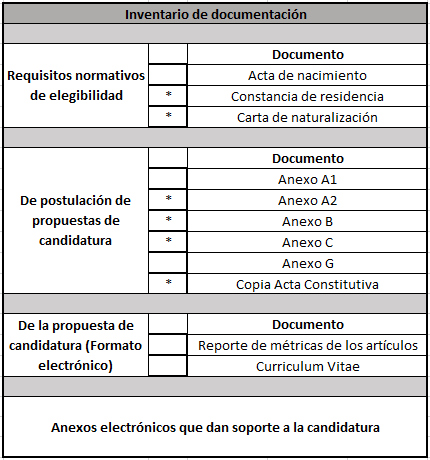 Inventario de documentación
Requisitos normativos
de elegibilidad
Documento
Acta de nacimiento
* Constancia de residencia
* Carta de naturalización
De postulación de
propuestas de
candidatura
Documento
Anexo A1
* Anexo A2
* Anexo B
* Anexo C
Anexo G
* Copia Acta Constitutiva
De la propuesta de
candidatura (Formato
electrónico)
Documento
Reporte de métricas de los artículos
Curriculum Vitae
Anexos electrónicos que dan soporte a la candidatura